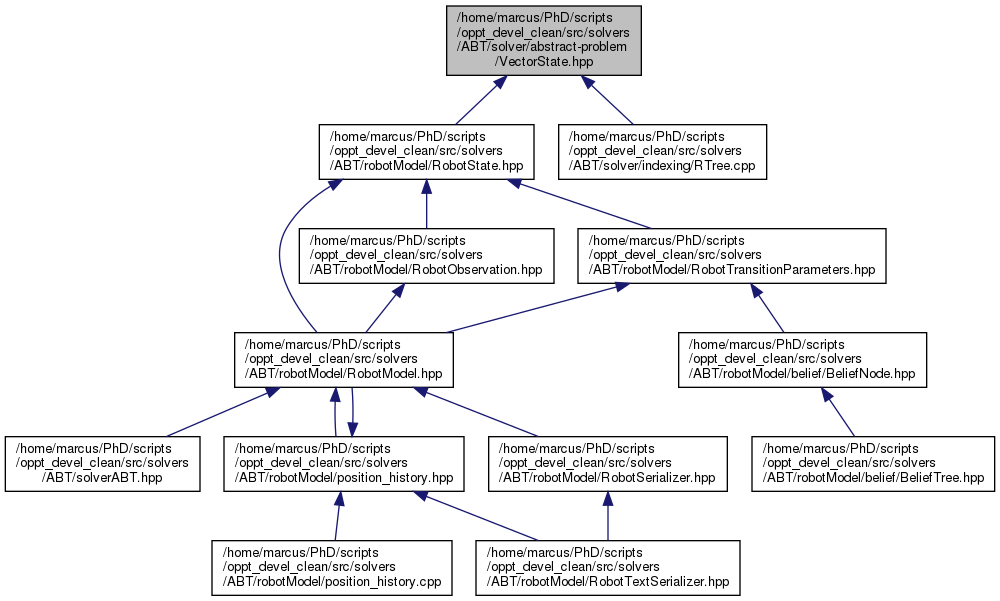 /home/marcus/PhD/scripts
/oppt_devel_clean/src/solvers
/ABT/solver/abstract-problem
/VectorState.hpp
/home/marcus/PhD/scripts
/oppt_devel_clean/src/solvers
/ABT/robotModel/RobotState.hpp
/home/marcus/PhD/scripts
/oppt_devel_clean/src/solvers
/ABT/solver/indexing/RTree.cpp
/home/marcus/PhD/scripts
/oppt_devel_clean/src/solvers
/ABT/robotModel/RobotObservation.hpp
/home/marcus/PhD/scripts
/oppt_devel_clean/src/solvers
/ABT/robotModel/RobotTransitionParameters.hpp
/home/marcus/PhD/scripts
/oppt_devel_clean/src/solvers
/ABT/robotModel/RobotModel.hpp
/home/marcus/PhD/scripts
/oppt_devel_clean/src/solvers
/ABT/robotModel/belief/BeliefNode.hpp
/home/marcus/PhD/scripts
/oppt_devel_clean/src/solvers
/ABT/solverABT.hpp
/home/marcus/PhD/scripts
/oppt_devel_clean/src/solvers
/ABT/robotModel/position_history.hpp
/home/marcus/PhD/scripts
/oppt_devel_clean/src/solvers
/ABT/robotModel/RobotSerializer.hpp
/home/marcus/PhD/scripts
/oppt_devel_clean/src/solvers
/ABT/robotModel/belief/BeliefTree.hpp
/home/marcus/PhD/scripts
/oppt_devel_clean/src/solvers
/ABT/robotModel/position_history.cpp
/home/marcus/PhD/scripts
/oppt_devel_clean/src/solvers
/ABT/robotModel/RobotTextSerializer.hpp